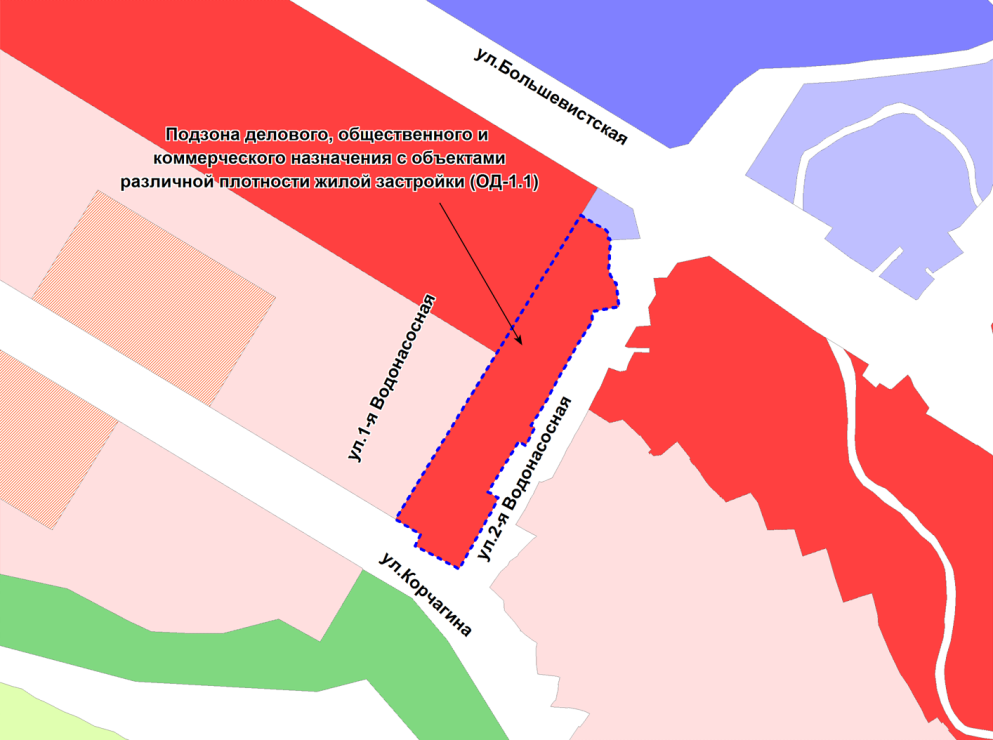 ул.Большевистская
Подзона делового, общественного и
коммерческого назначения с объектами
различной плотности жилой застройки (ОД-1.1)
ул.1-я Водонасосная
ул.2-я Водонасосная
ул.Корчагина